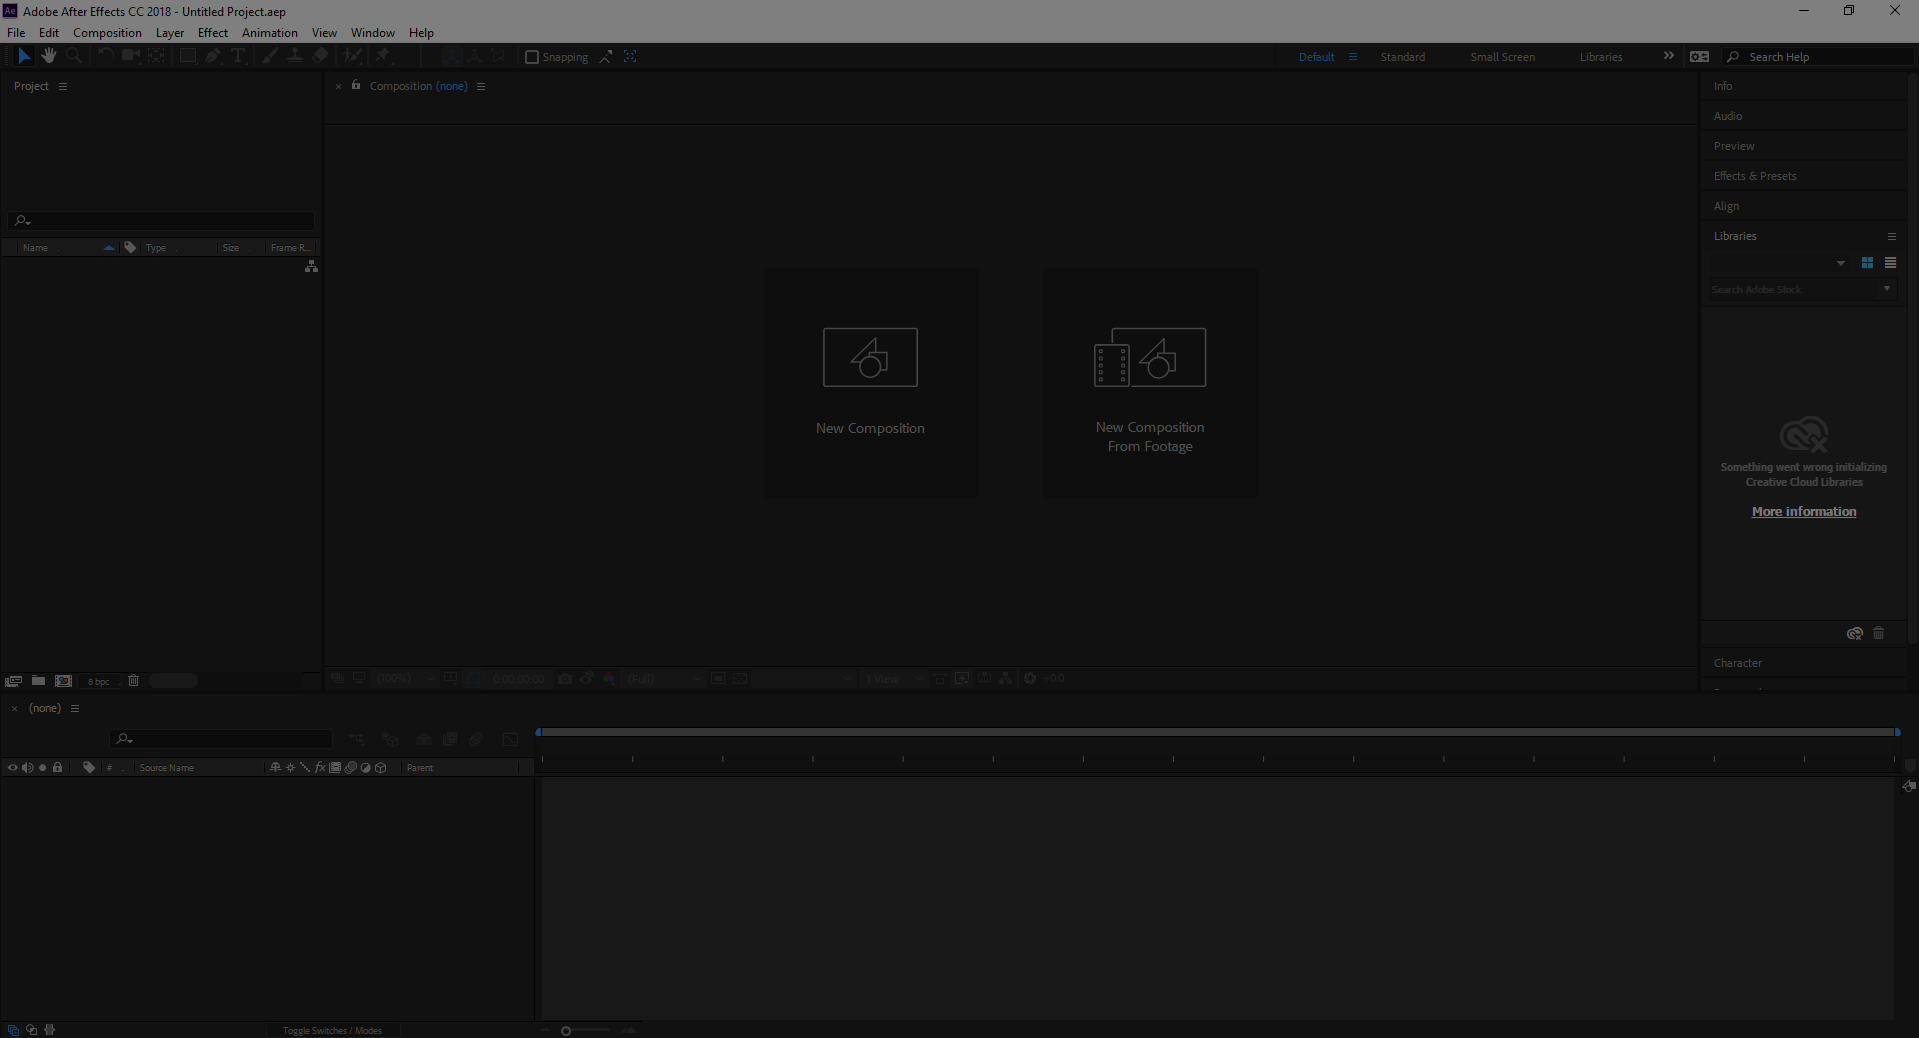 Ae Adobe After Effects CC 2018 - Untitled Project.aep
File Edit Composition Layer Effect Animation View Window Help
Snapping Default Standard Small Screen Libraries Search Help
Project
Composition (none)
Info
Audio
Preview
Effects & Presets
Align
Libraries
Search Adobe Stock
Name Type Size Frame R...
New Composition
New Composition
From Footage
Something went wrong initializing
Creative Cloud Libraries
More information
Character
8 bpc
(100%) 0:00:00:00 (Full) 1 View +0.0
(none)
# Source Name fx Parent
Toggle Switches / Modes